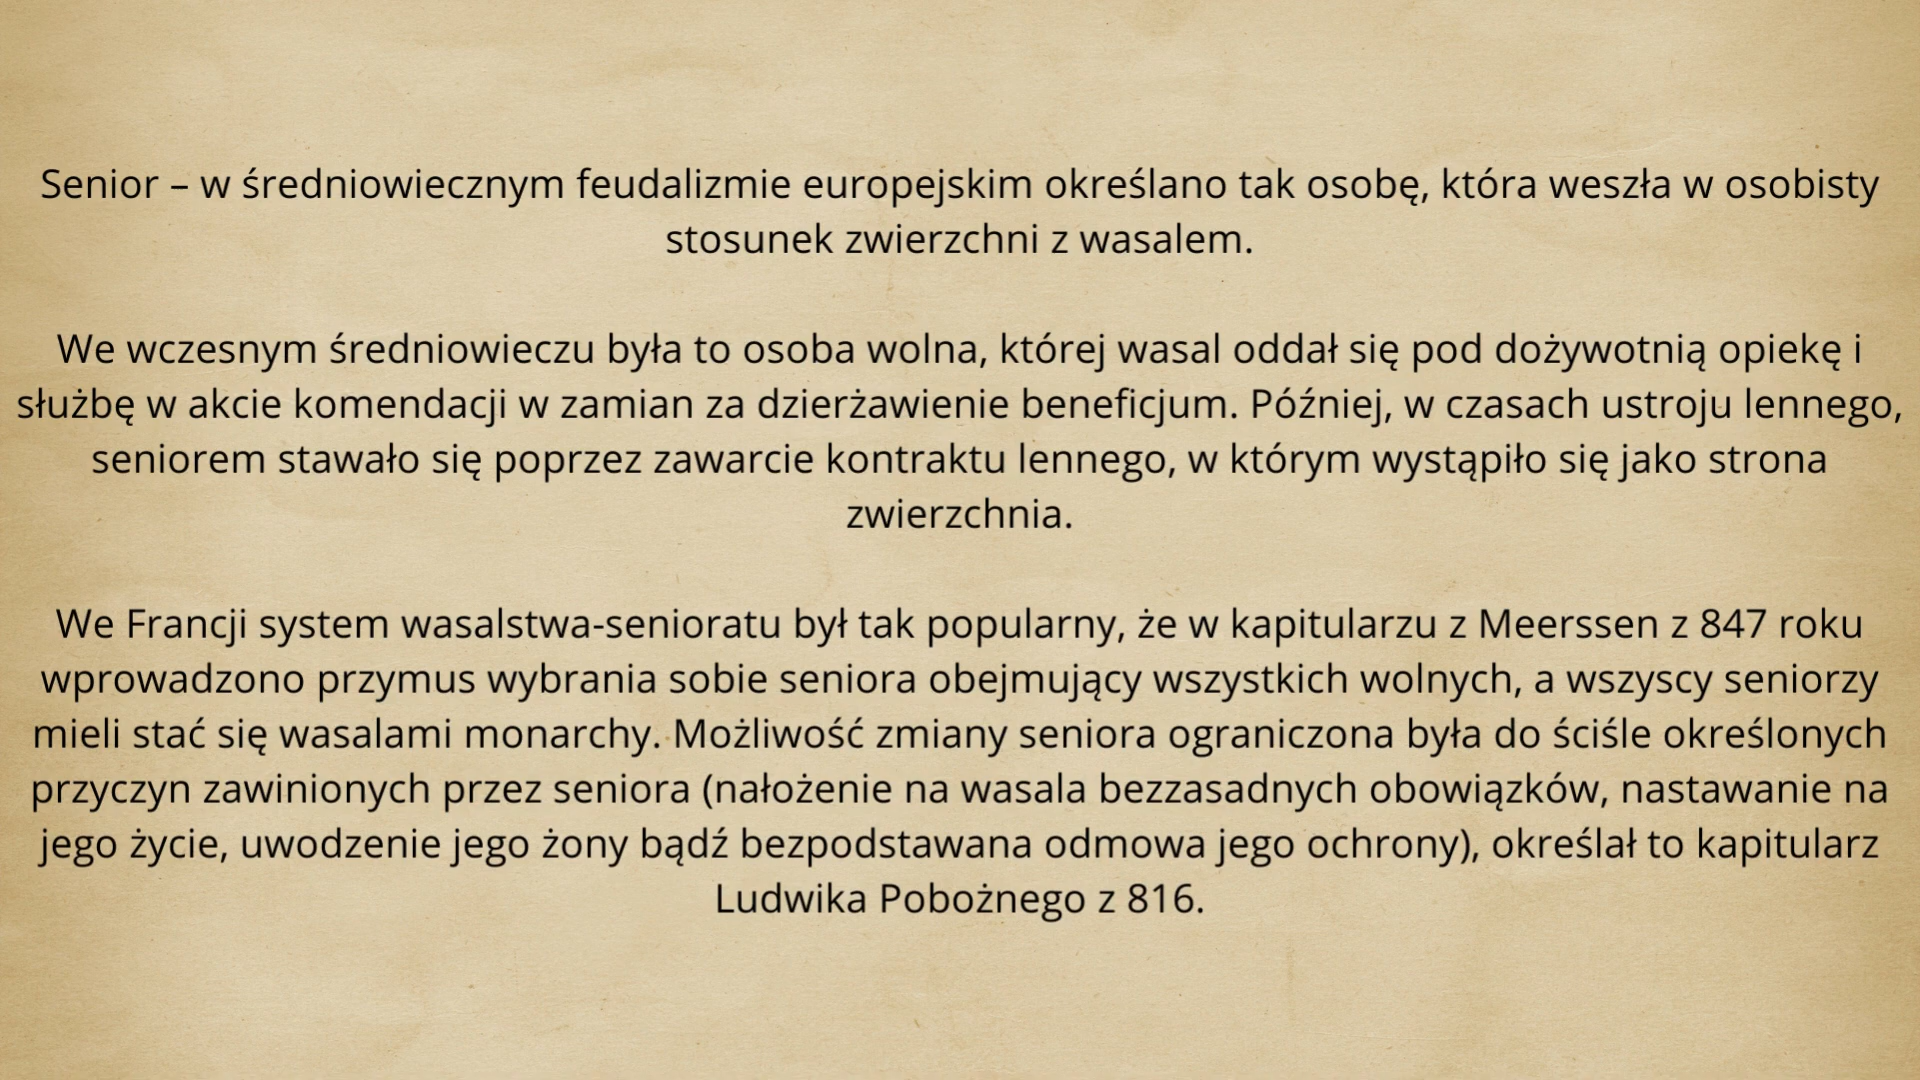 Senior – w średniowiecznym feudalizmie europejskim określano tak osobę, która weszła w osobisty
stosunek zwierzchni z wasalem.
We wczesnym średniowieczu była to osoba wolna, której wasal oddał się pod dożywotnią opiekę i
służbę w akcie komendacji w zamian za dzierżawienie beneficjum. Później, w czasach ustroju lennego,
seniorem stawało się poprzez zawarcie kontraktu lennego, w którym wystąpiło się jako strona
zwierzchnia.
We Francji system wasalstwa-senioratu był tak popularny, że w kapitularzu z Meerssen z 847 roku
wprowadzono przymus wybrania sobie seniora obejmujący wszystkich wolnych, a wszyscy seniorzy
mieli stać się wasalami monarchy. Możliwość zmiany seniora ograniczona była do ściśle określonych
przyczyn zawinionych przez seniora (nałożenie na wasala bezzasadnych obowiązków, nastawanie na
jego życie, uwodzenie jego żony bądź bezpodstawana odmowa jego ochrony), określał to kapitularz
Ludwika Pobożnego z 816.